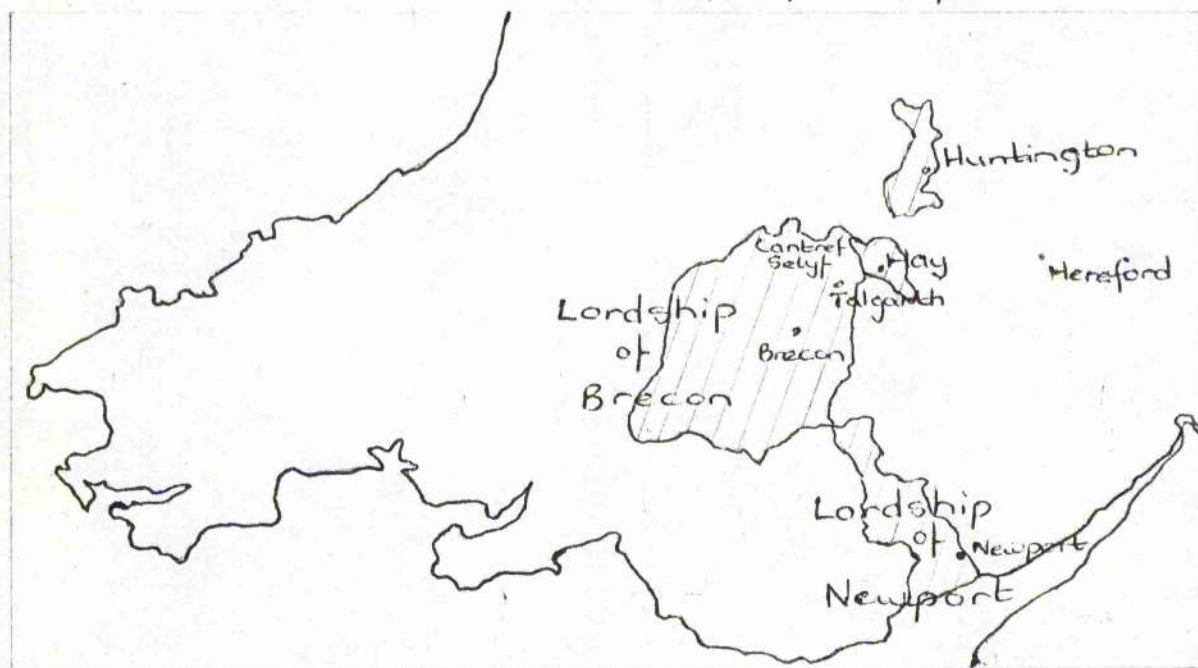 Huntington
Cantref
Selyf
Hay
Hereford
Talgarth
Lordship
of
Brecon
Brecon
Lordship
of
Newport
Newport